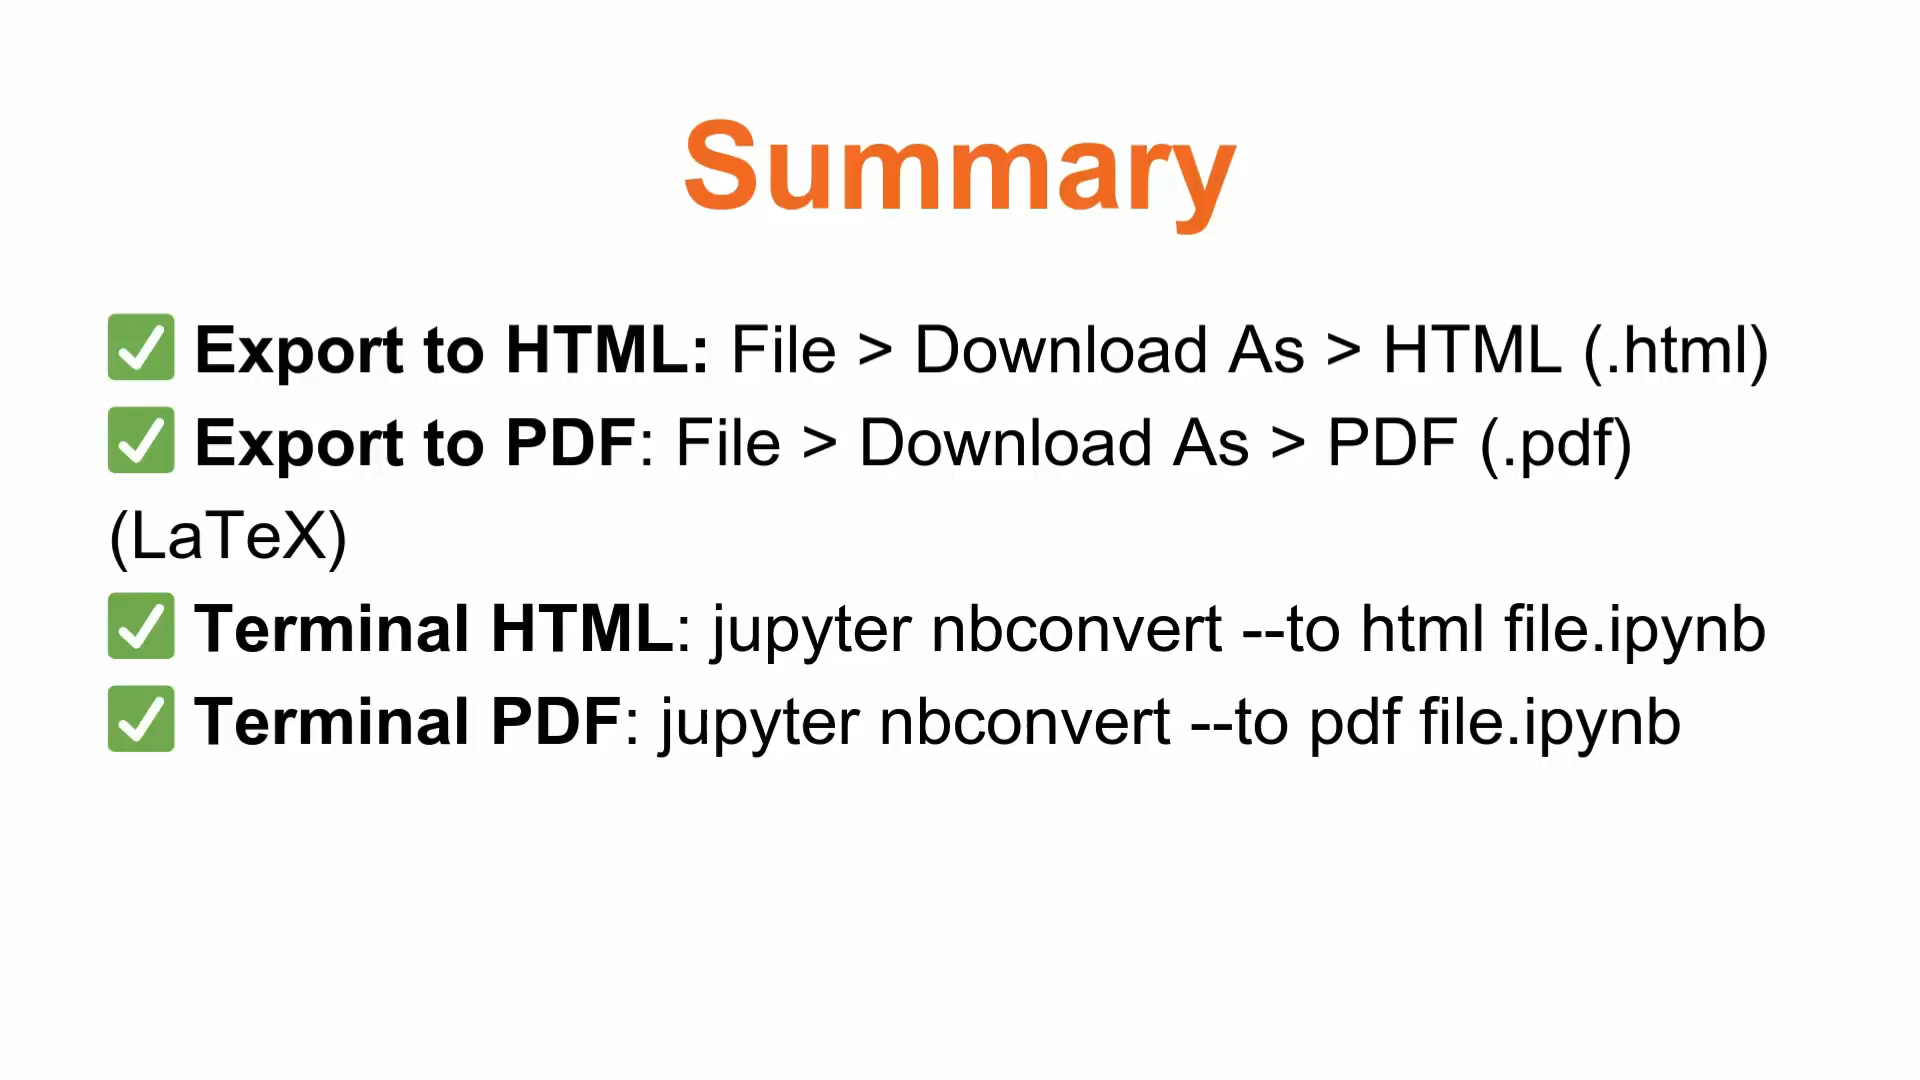 Summary
✅ Export to HTML: File > Download As > HTML (.html)
✅ Export to PDF: File > Download As > PDF (.pdf)
(LaTeX)
✅ Terminal HTML: jupyter nbconvert --to html file.ipynb
✅ Terminal PDF: jupyter nbconvert --to pdf file.ipynb